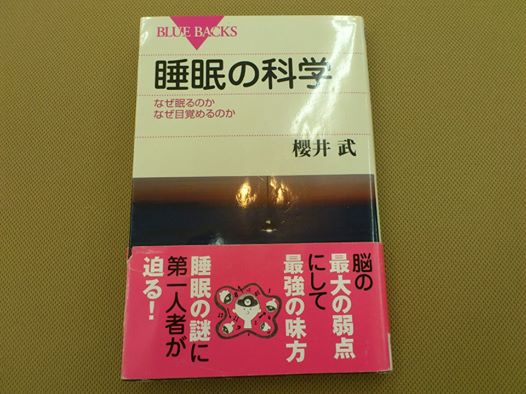 BLUE BACKS
睡眠の科学
なぜ眠るのか
なぜ目覚めるのか
櫻井 武
脳の
最大の弱点
にして
最強の味方
睡眠の謎に
第一人者が
迫る!